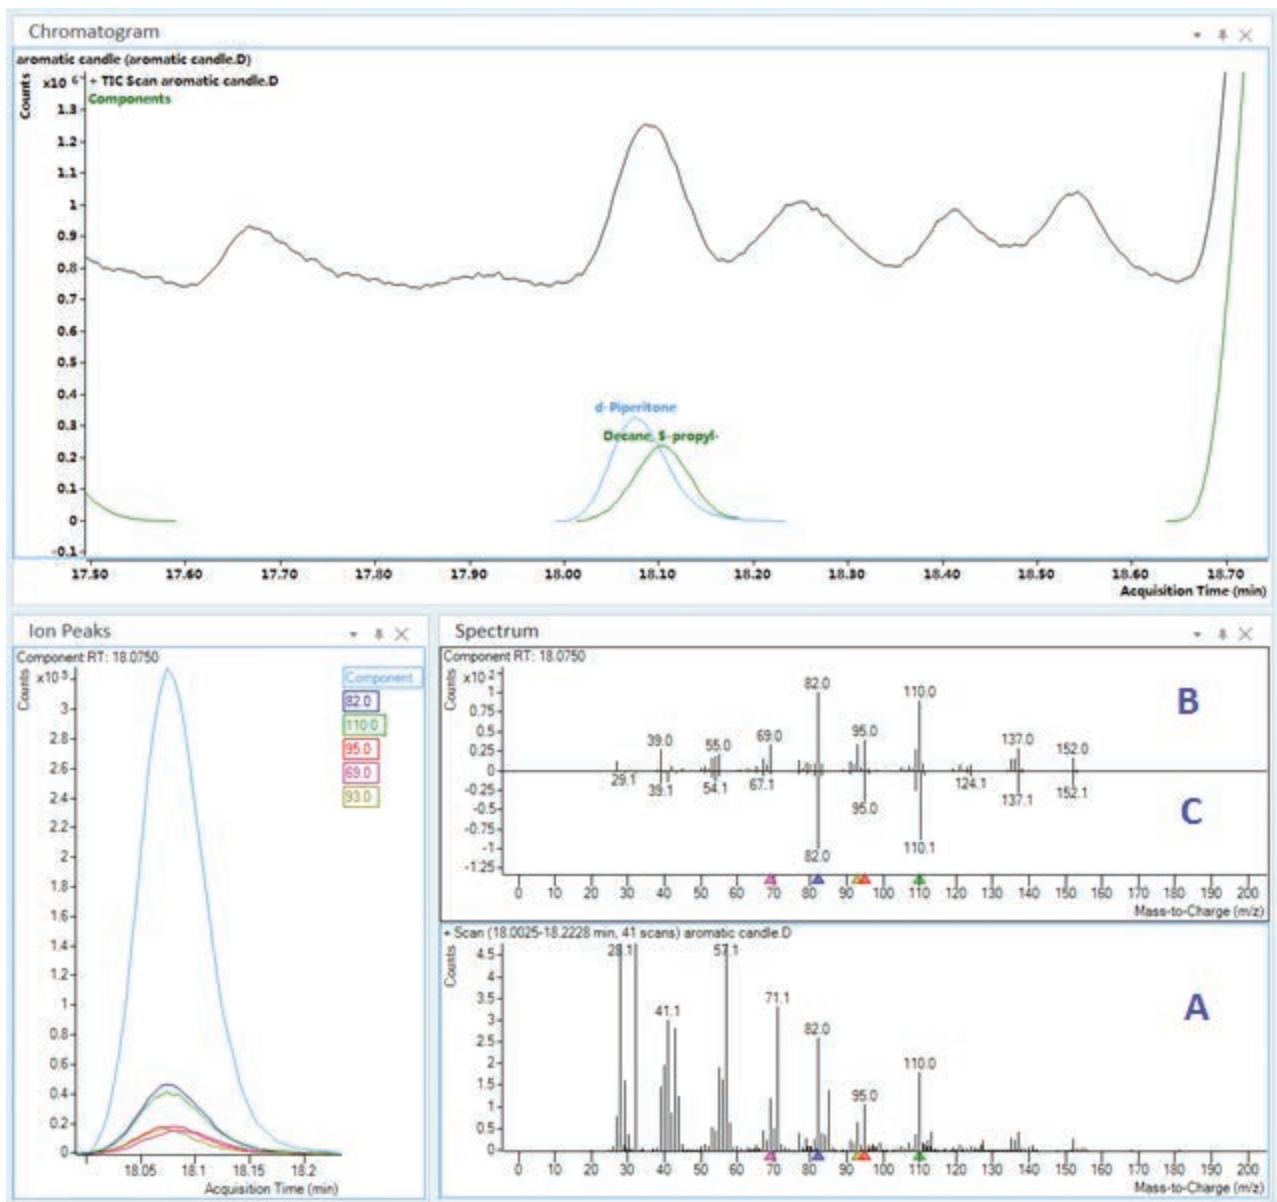 Chromatogram
aromatic candle (aromatic candle.D)
Counts
x10 6
+ TIC Scan aromatic candle.D
Components
1.3
1.2
1.1
1
0.9
0.8
0.7
0.6
0.5
0.4
0.3
0.2
0.1
0
-0.1
d-Piperitone
Decane, 5-propyl-
17.50 17.60 17.70 17.80 17.90 18.00 18.10 18.20 18.30 18.40 18.50 18.60 18.70
Acquisition Time (min)
Ion Peaks
Component RT: 18.0750
Counts
x10 5
3
2.8
2.6
2.4
2.2
2
1.8
1.6
1.4
1.2
1
0.8
0.6
0.4
0.2
0
Component
82.0
110.0
95.0
69.0
93.0
18.05 18.1 18.15 18.2
Acquisition Time (min)
Spectrum
Component RT: 18.0750
Counts
x10 2
1
0.75
0.5
0.25
0
-0.25
-0.5
-0.75
-1
-1.25
39.0 55.0 69.0 82.0 95.0 110.0 137.0 152.0
29.1 39.1 54.1 67.1 82.0 95.0 110.1 124.1 137.1 152.1
B
C
0 10 20 30 40 50 60 70 80 90 100 110 120 130 140 150 160 170 180 190 200
Mass-to-Charge (m/z)
+ Scan (18.0025-18.2228 min, 41 scans) aromatic candle.D
Counts
4.5
3.5
3
2.5
2
1.5
1
0.5
0
28.1 41.1 57.1 71.1 82.0 95.0 110.0
A
0 10 20 30 40 50 60 70 80 90 100 110 120 130 140 150 160 170 180 190 200
Mass-to-Charge (m/z)